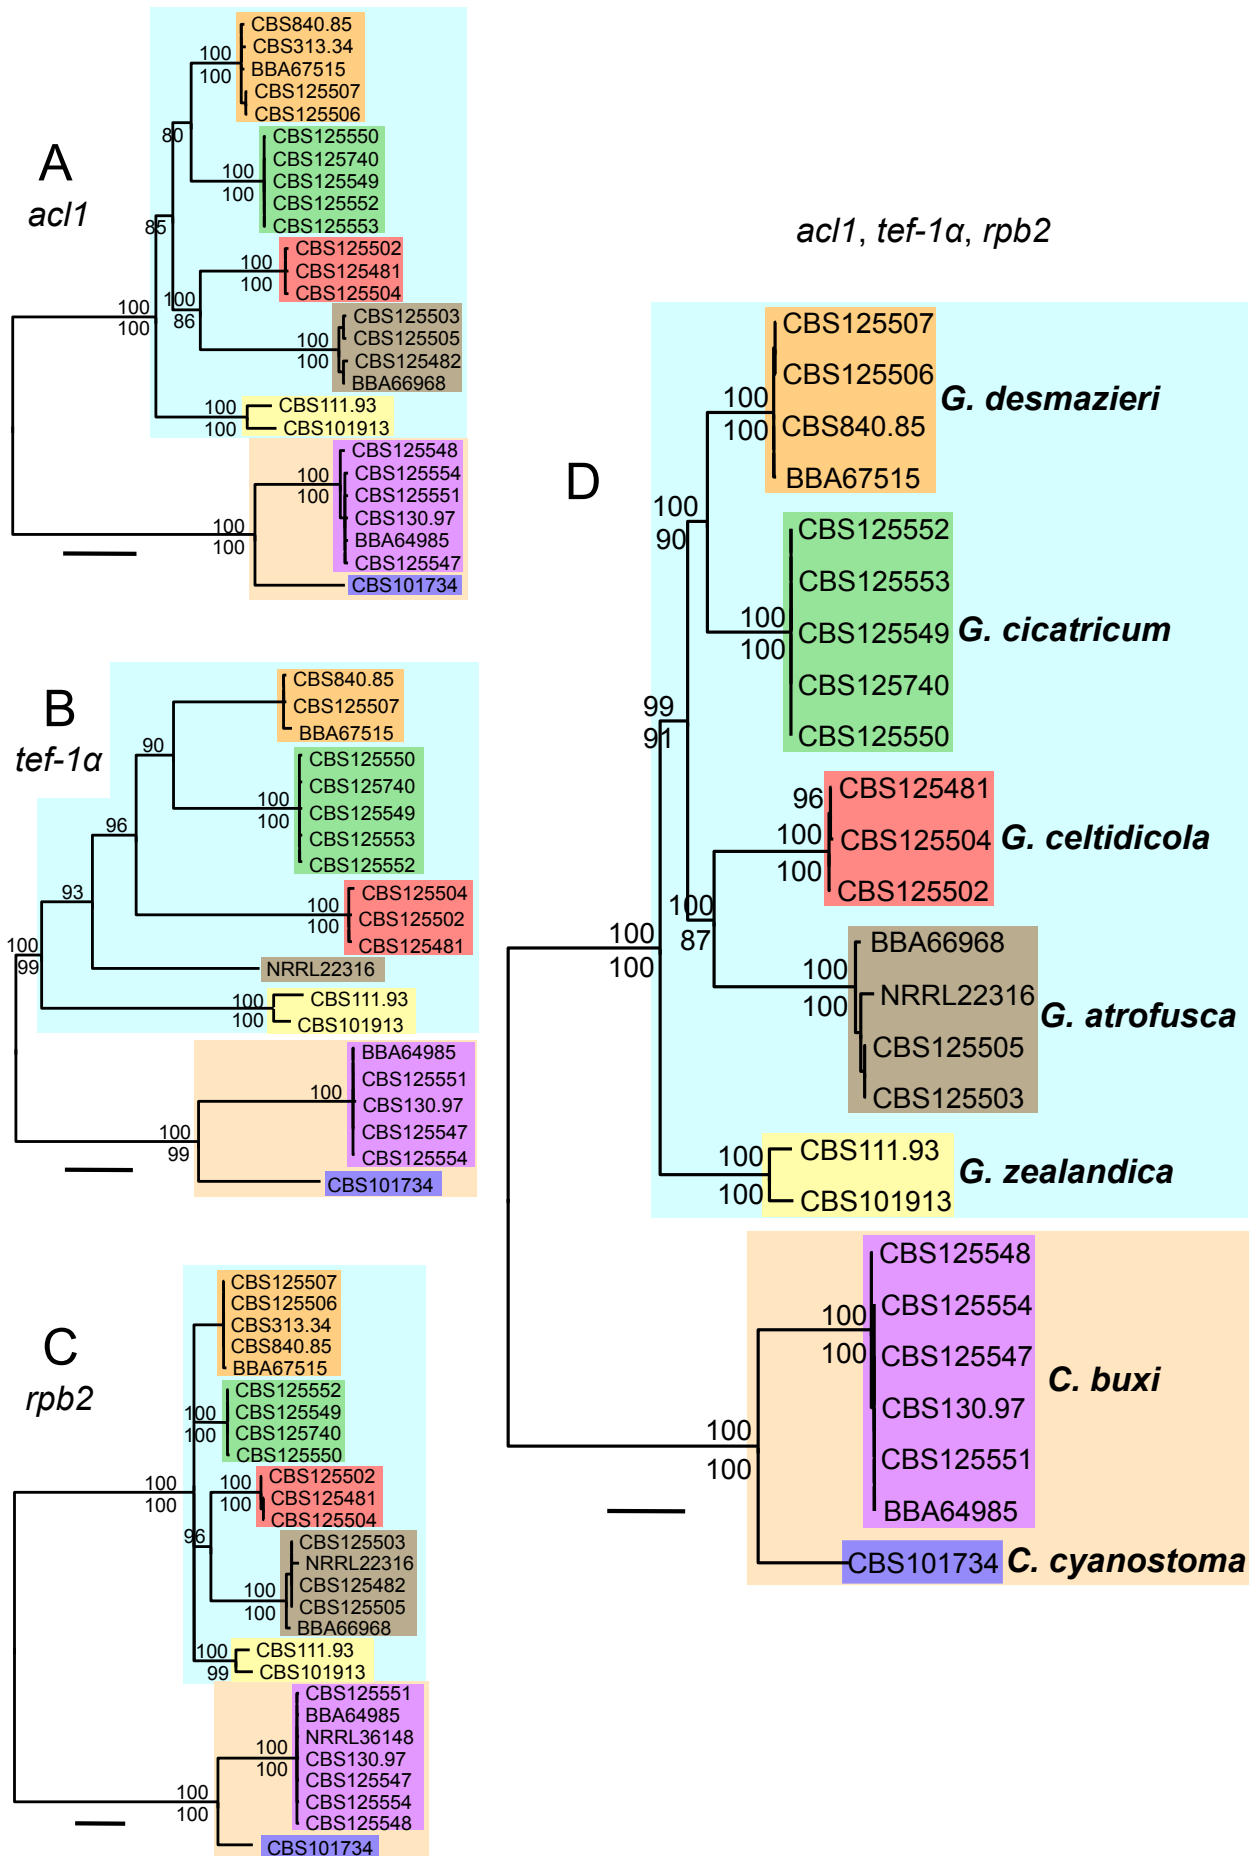 A
acl1
CBS840.85
CBS313.34
BBA67515
CBS125507
CBS125506
CBS125550
CBS125740
CBS125549
CBS125552
CBS125553
CBS125502
CBS125481
CBS125504
CBS125503
CBS125505
CBS125482
BBA66968
CBS111.93
CBS101913
CBS125548
CBS125554
CBS125551
CBS130.97
BBA64985
CBS125547
CBS101734
100
100
80
100
100
85
100
100
100
86
100
100
100
100
100
100
100
100
100
100
B
tef-1α
CBS840.85
CBS125507
BBA67515
CBS125550
CBS125740
CBS125549
CBS125553
CBS125552
CBS125504
CBS125502
CBS125481
NRRL22316
CBS111.93
CBS101913
BBA64985
CBS125551
CBS130.97
CBS125547
CBS125554
CBS101734
90
100
100
96
93
100
100
100
99
100
100
100
100
99
C
rpb2
CBS125507
CBS125506
CBS313.34
CBS840.85
BBA67515
CBS125552
CBS125549
CBS125740
CBS125550
CBS125502
CBS125481
CBS125504
CBS125503
NRRL22316
CBS125482
CBS125505
BBA66968
CBS111.93
CBS101913
CBS125551
BBA64985
NRRL36148
CBS130.97
CBS125547
CBS125554
CBS125548
CBS101734
100
100
100
100
100
100
96
100
100
100
99
100
100
100
100
acl1, tef-1α, rpb2
D
CBS125507
CBS125506
CBS840.85
BBA67515
G. desmazieri
CBS125552
CBS125553
CBS125549
CBS125740
CBS125550
G. cicatricum
CBS125481
CBS125504
CBS125502
G. celtidicola
BBA66968
NRRL22316
CBS125505
CBS125503
G. atrofusca
CBS111.93
CBS101913
G. zealandica
CBS125548
CBS125554
CBS125547
CBS130.97
CBS125551
BBA64985
C. buxi
CBS101734 C. cyanostoma
100
100
100
90
100
100
99
91
96
100
100
100
87
100
100
100
100
100
100
100
100
100
100